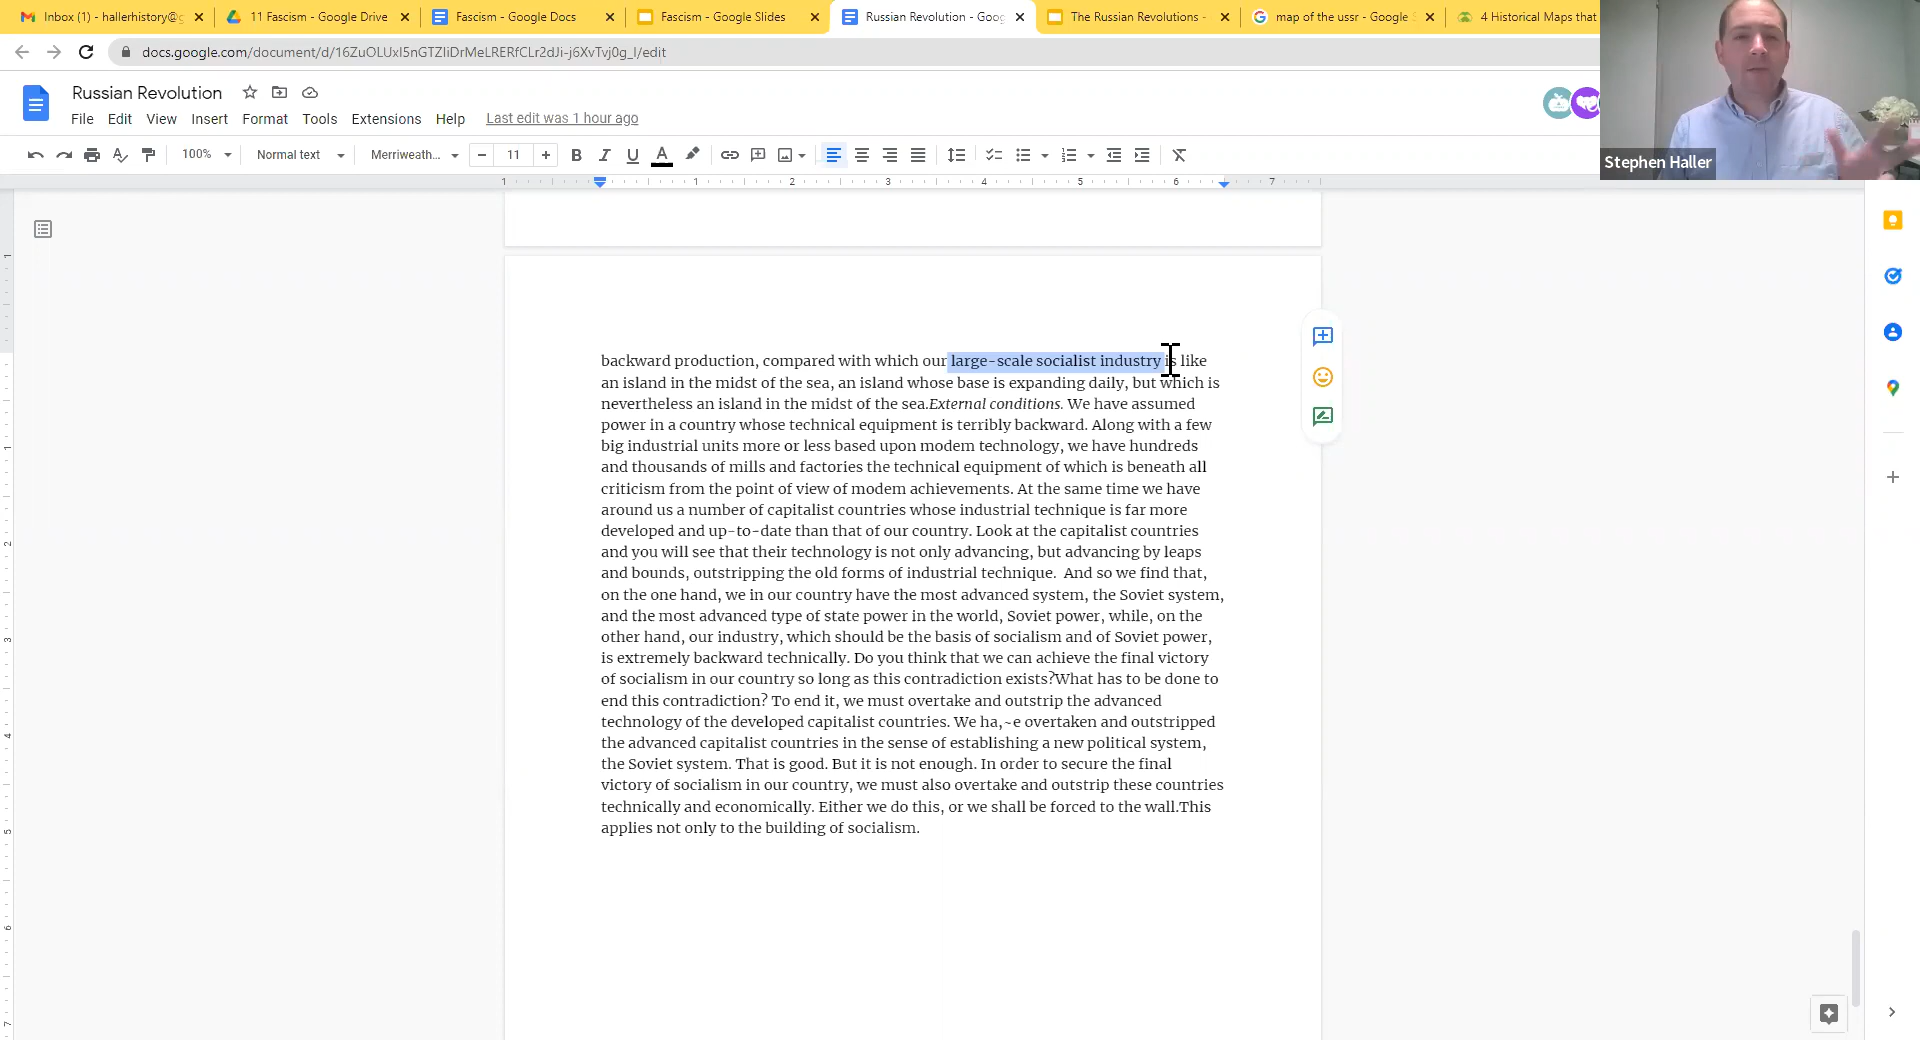 Inbox (1) - hallerhistory@g
11 Fascism - Google Drive
Fascism - Google Docs
Fascism - Google Slides
Russian Revolution - Goog
The Russian Revolutions -
map of the ussr - Google S
4 Historical Maps that
docs.google.com/document/d/16ZuOLUxI5nGTZIiDrMeLRERfCLr2dJi-j6XvTvj0g_I/edit
Russian Revolution
File Edit View Insert Format Tools Extensions Help Last edit was 1 hour ago
100% Normal text Merriweath... 11
Stephen Haller
1 1 2 3 4 5 6 7
backward production, compared with which our large-scale socialist industry is like
an island in the midst of the sea, an island whose base is expanding daily, but which is
nevertheless an island in the midst of the sea.External conditions. We have assumed
power in a country whose technical equipment is terribly backward. Along with a few
big industrial units more or less based upon modem technology, we have hundreds
and thousands of mills and factories the technical equipment of which is beneath all
criticism from the point of view of modem achievements. At the same time we have
around us a number of capitalist countries whose industrial technique is far more
developed and up-to-date than that of our country. Look at the capitalist countries
and you will see that their technology is not only advancing, but advancing by leaps
and bounds, outstripping the old forms of industrial technique.  And so we find that,
on the one hand, we in our country have the most advanced system, the Soviet system,
and the most advanced type of state power in the world, Soviet power, while, on the
other hand, our industry, which should be the basis of socialism and of Soviet power,
is extremely backward technically. Do you think that we can achieve the final victory
of socialism in our country so long as this contradiction exists?What has to be done to
end this contradiction? To end it, we must overtake and outstrip the advanced
technology of the developed capitalist countries. We ha,~e overtaken and outstripped
the advanced capitalist countries in the sense of establishing a new political system,
the Soviet system. That is good. But it is not enough. In order to secure the final
victory of socialism in our country, we must also overtake and outstrip these countries
technically and economically. Either we do this, or we shall be forced to the wall.This
applies not only to the building of socialism.
1
2
3
4
5
6
7